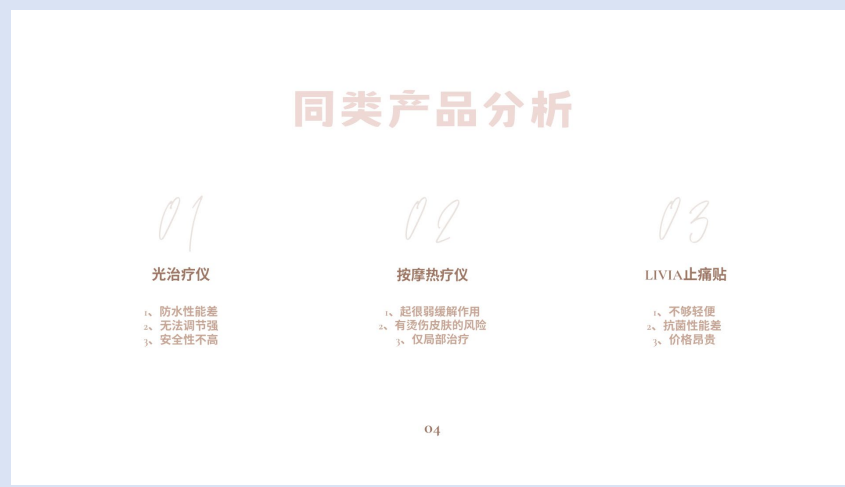 同类产品分析
01
02
03
光治疗仪
1、防水性能差
2、无法调节强
3、安全性不高
按摩热疗仪
1、起很弱缓解作用
2、有烫伤皮肤的风险
3、仅局部治疗
LIVIA止痛贴
1、不够轻便
2、抗菌性能差
3、价格昂贵
04